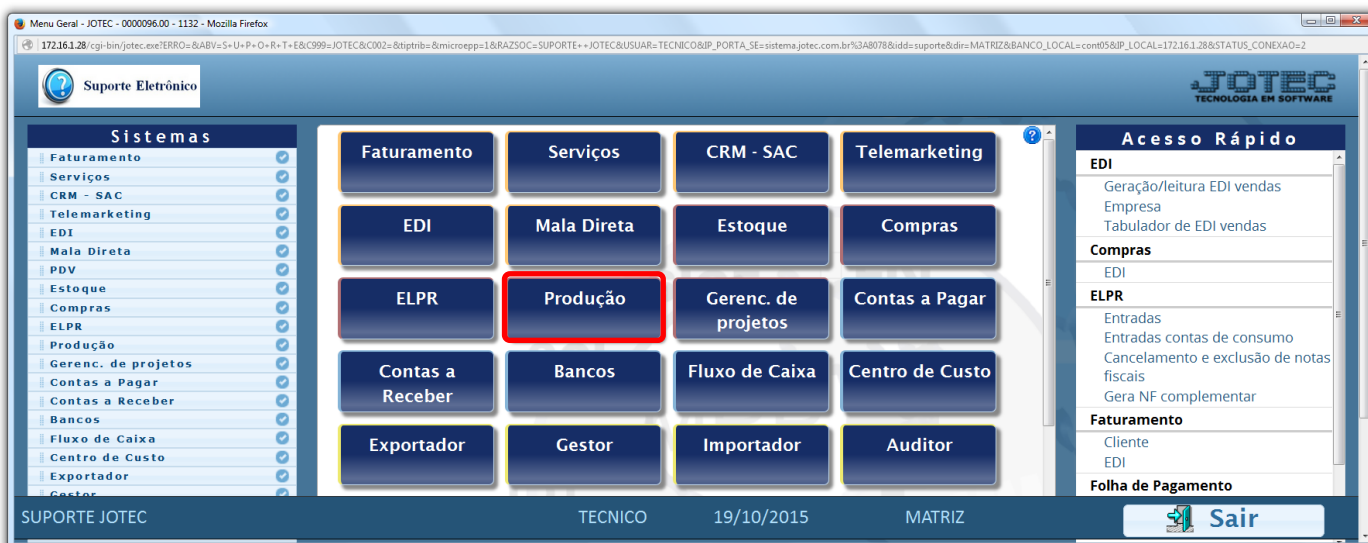 Menu Geral - JOTEC - 0000096.00 - 1132 - Mozilla Firefox
172.16.1.28/cgi-bin/jotec.exe?ERRO=&ABV=S+U+P+O+R+T+E&C999=JOTEC&C002=&tiptrib=&microepp=1&RAZSOC=SUPORTE++JOTEC&USUAR=TECNICO&IP_PORTA_SE=sistema.jotec.com.br%3A8078&idd=suporte&dir=MATRIZ&BANCO_LOCAL=cont05&IP_LOCAL=172.16.1.28&STATUS_CONEXAO=2
Suporte Eletrônico
JOTEC
TECNOLOGIA EM SOFTWARE
Sistemas
Faturamento
Serviços
CRM - SAC
Telemarketing
EDI
Mala Direta
PDV
Estoque
Compras
ELPR
Produção
Gerenc. de projetos
Contas a Pagar
Contas a Receber
Bancos
Fluxo de Caixa
Centro de Custo
Exportador
Gestor
Faturamento
Serviços
CRM - SAC
Telemarketing
EDI
Mala Direta
Estoque
Compras
ELPR
Produção
Gerenc. de
projetos
Contas a Pagar
Contas a
Receber
Bancos
Fluxo de Caixa
Centro de Custo
Exportador
Gestor
Importador
Auditor
Acesso Rápido
EDI
Geração/leitura EDI vendas
Empresa
Tabulador de EDI vendas
Compras
EDI
ELPR
Entradas
Entradas contas de consumo
Cancelamento e exclusão de notas
fiscais
Gera NF complementar
Faturamento
Cliente
EDI
Folha de Pagamento
SUPORTE JOTEC
TECNICO
19/10/2015
MATRIZ
Sair